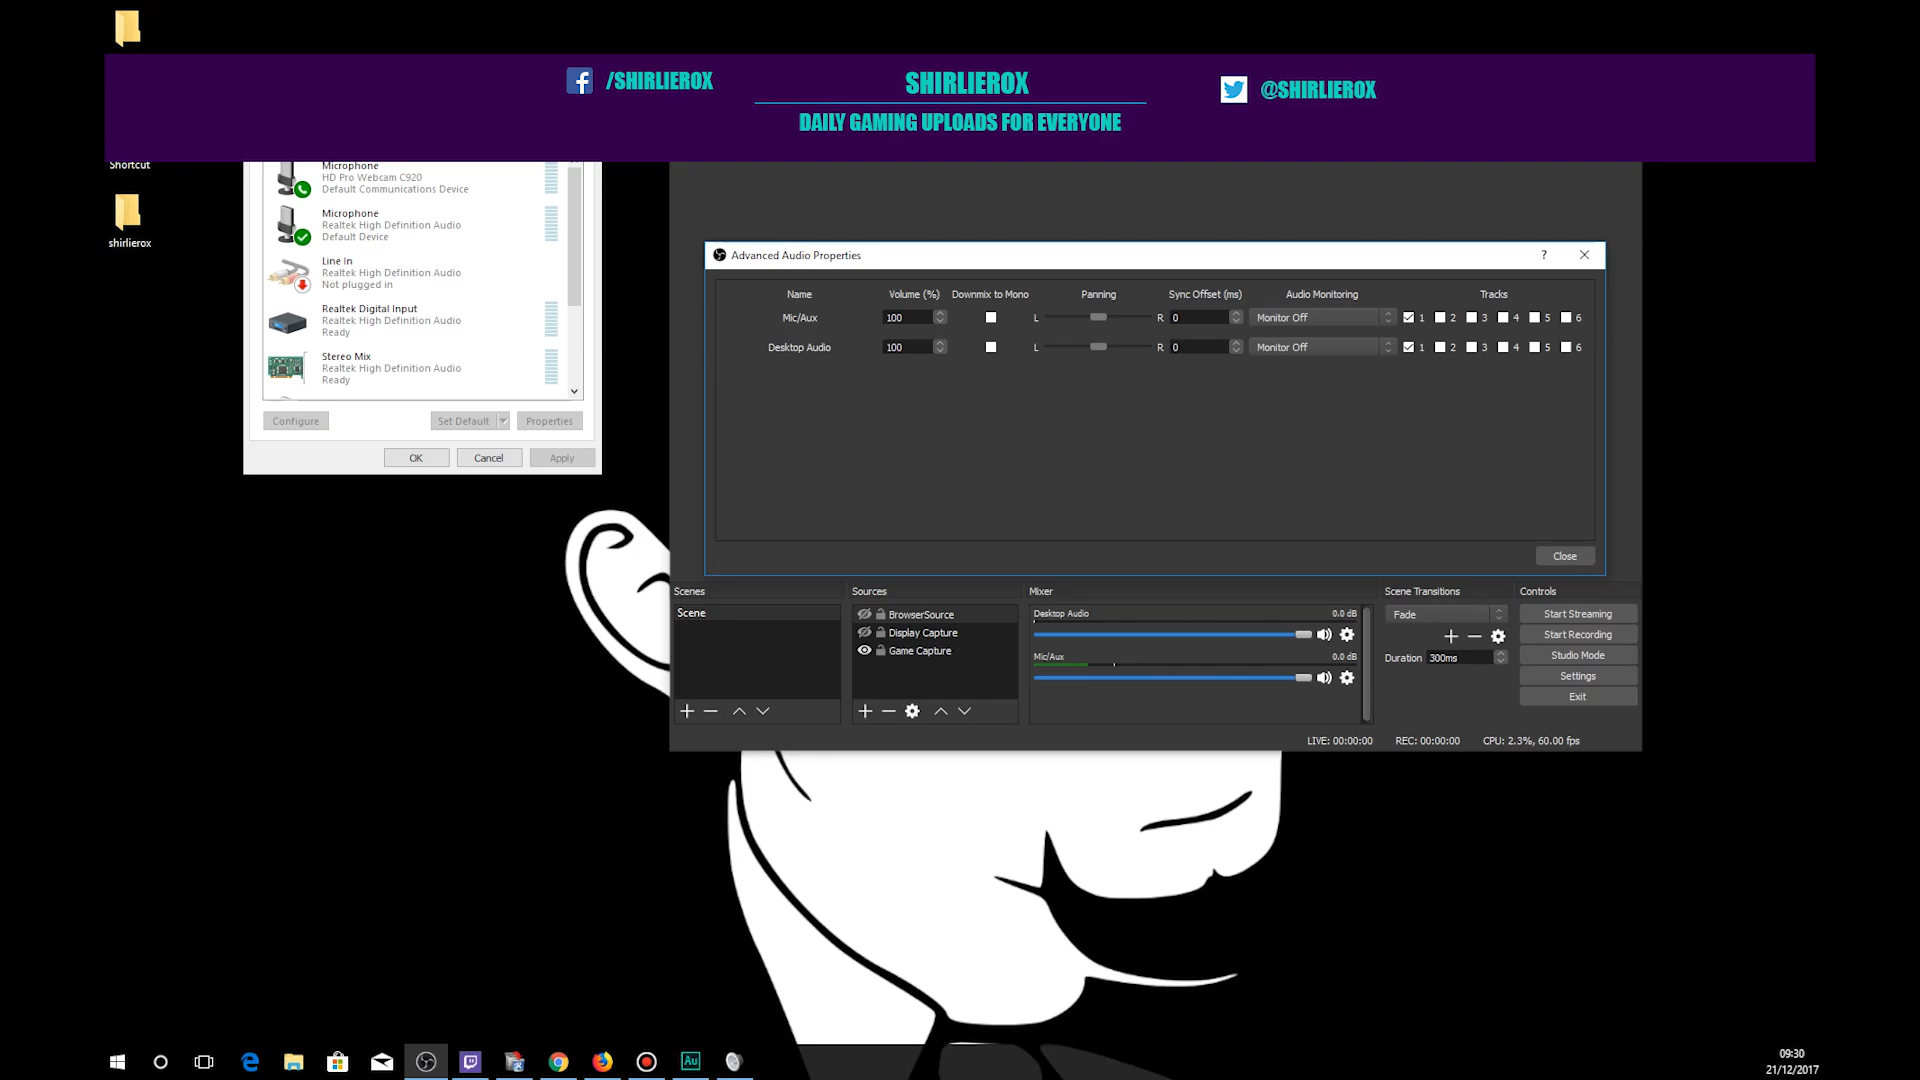 /SHIRLIEROX
SHIRLIEROX
@SHIRLIEROX
DAILY GAMING UPLOADS FOR EVERYONE
Shortcut
shirlierox
Microphone
HD Pro Webcam C920
Default Communications Device
Microphone
Realtek High Definition Audio
Default Device
Line In
Realtek High Definition Audio
Not plugged in
Realtek Digital Input
Realtek High Definition Audio
Ready
Stereo Mix
Realtek High Definition Audio
Ready
Configure Set Default Properties
OK Cancel Apply
Advanced Audio Properties ?
Name Volume (%) Downmix to Mono Panning Sync Offset (ms) Audio Monitoring Tracks
Mic/Aux 100 L R 0 Monitor Off 1 2 3 4 5 6
Desktop Audio 100 L R 0 Monitor Off 1 2 3 4 5 6
Close
Scenes Sources Mixer Scene Transitions Controls
Scene
BrowserSource
Display Capture
Game Capture
Desktop Audio 0.0 dB
Mic/Aux 0.0 dB
Fade
Duration 300ms
Start Streaming
Start Recording
Studio Mode
Settings
Exit
LIVE: 00:00:00 REC: 00:00:00 CPU: 2.3%, 60.00 fps
Au
09:30
21/12/2017